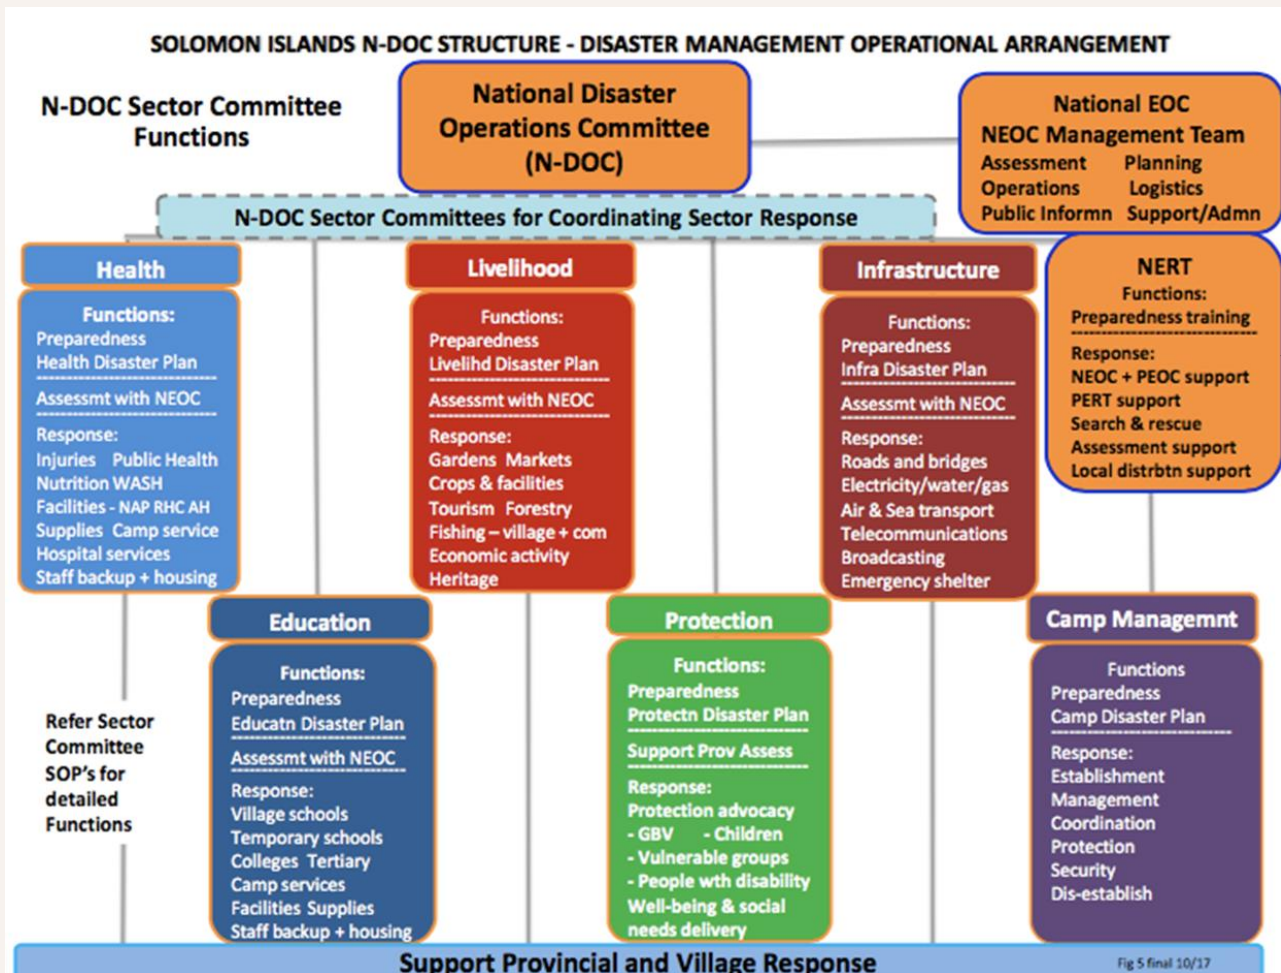 SOLOMON ISLANDS N-DOC STRUCTURE - DISASTER MANAGEMENT OPERATIONAL ARRANGEMENT
N-DOC Sector Committee
Functions
National Disaster
Operations Committee
(N-DOC)
National EOC
NEOC Management Team
Assessment Planning
Operations Logistics
Public Informn Support/Admn
N-DOC Sector Committees for Coordinating Sector Response
Health
Functions:
Preparedness
Health Disaster Plan
Assessmt with NEOC
Response:
Injuries Public Health
Nutrition WASH
Facilities - NAP RHC AH
Supplies Camp service
Hospital services
Staff backup + housing
Livelihood
Functions:
Preparedness
Livelihd Disaster Plan
Assessmt with NEOC
Response:
Gardens Markets
Crops & facilities
Tourism Forestry
Fishing – village + com
Economic activity
Heritage
Infrastructure
Functions:
Preparedness
Infra Disaster Plan
Assessmt with NEOC
Response:
Roads and bridges
Electricity/water/gas
Air & Sea transport
Telecommunications
Broadcasting
Emergency shelter
NERT
Functions:
Preparedness training
Response:
NEOC + PEOC support
PERT support
Search & rescue
Assessment support
Local distrbtn support
Refer Sector
Committee
SOP's for
detailed
Functions
Education
Functions:
Preparedness
Educatn Disaster Plan
Assessmt with NEOC
Response:
Village schools
Temporary schools
Colleges Tertiary
Camp services
Facilities Supplies
Staff backup + housing
Protection
Functions:
Preparedness
Protectn Disaster Plan
Support Prov Assess
Response:
Protection advocacy
- GBV - Children
- Vulnerable groups
- People wth disability
Well-being & social
needs delivery
Camp Managemnt
Functions
Preparedness
Camp Disaster Plan
Response:
Establishment
Management
Coordination
Protection
Security
Dis-establish
Support Provincial and Village Response
Fig 5 final 10/17